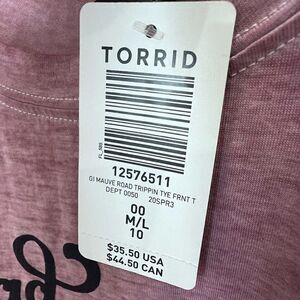 TORRID
12576511
GI MAUVE ROAD TRIPPIN TYE FRNT T
DEPT 0050 20SPR3
00
M/L
10
$35.50 USA
$44.50 CAN